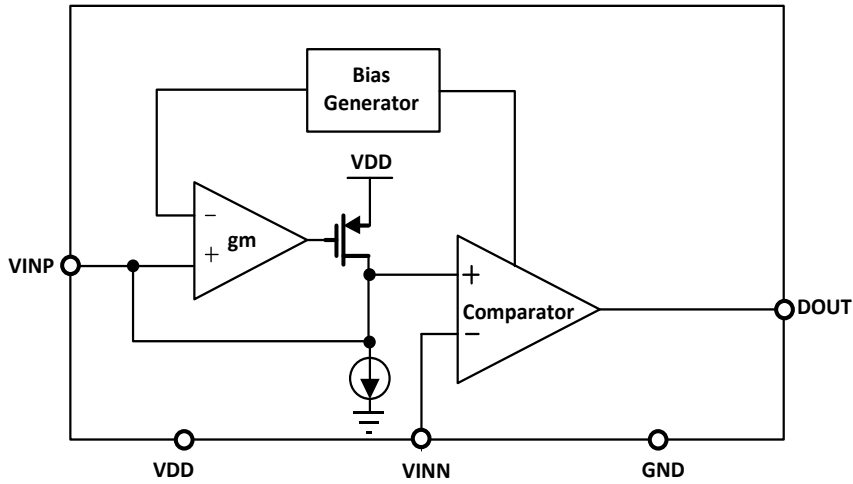 Bias
Generator
VDD
−
gm
+
VINP
+
Comparator
−
DOUT
VDD
VINN
GND